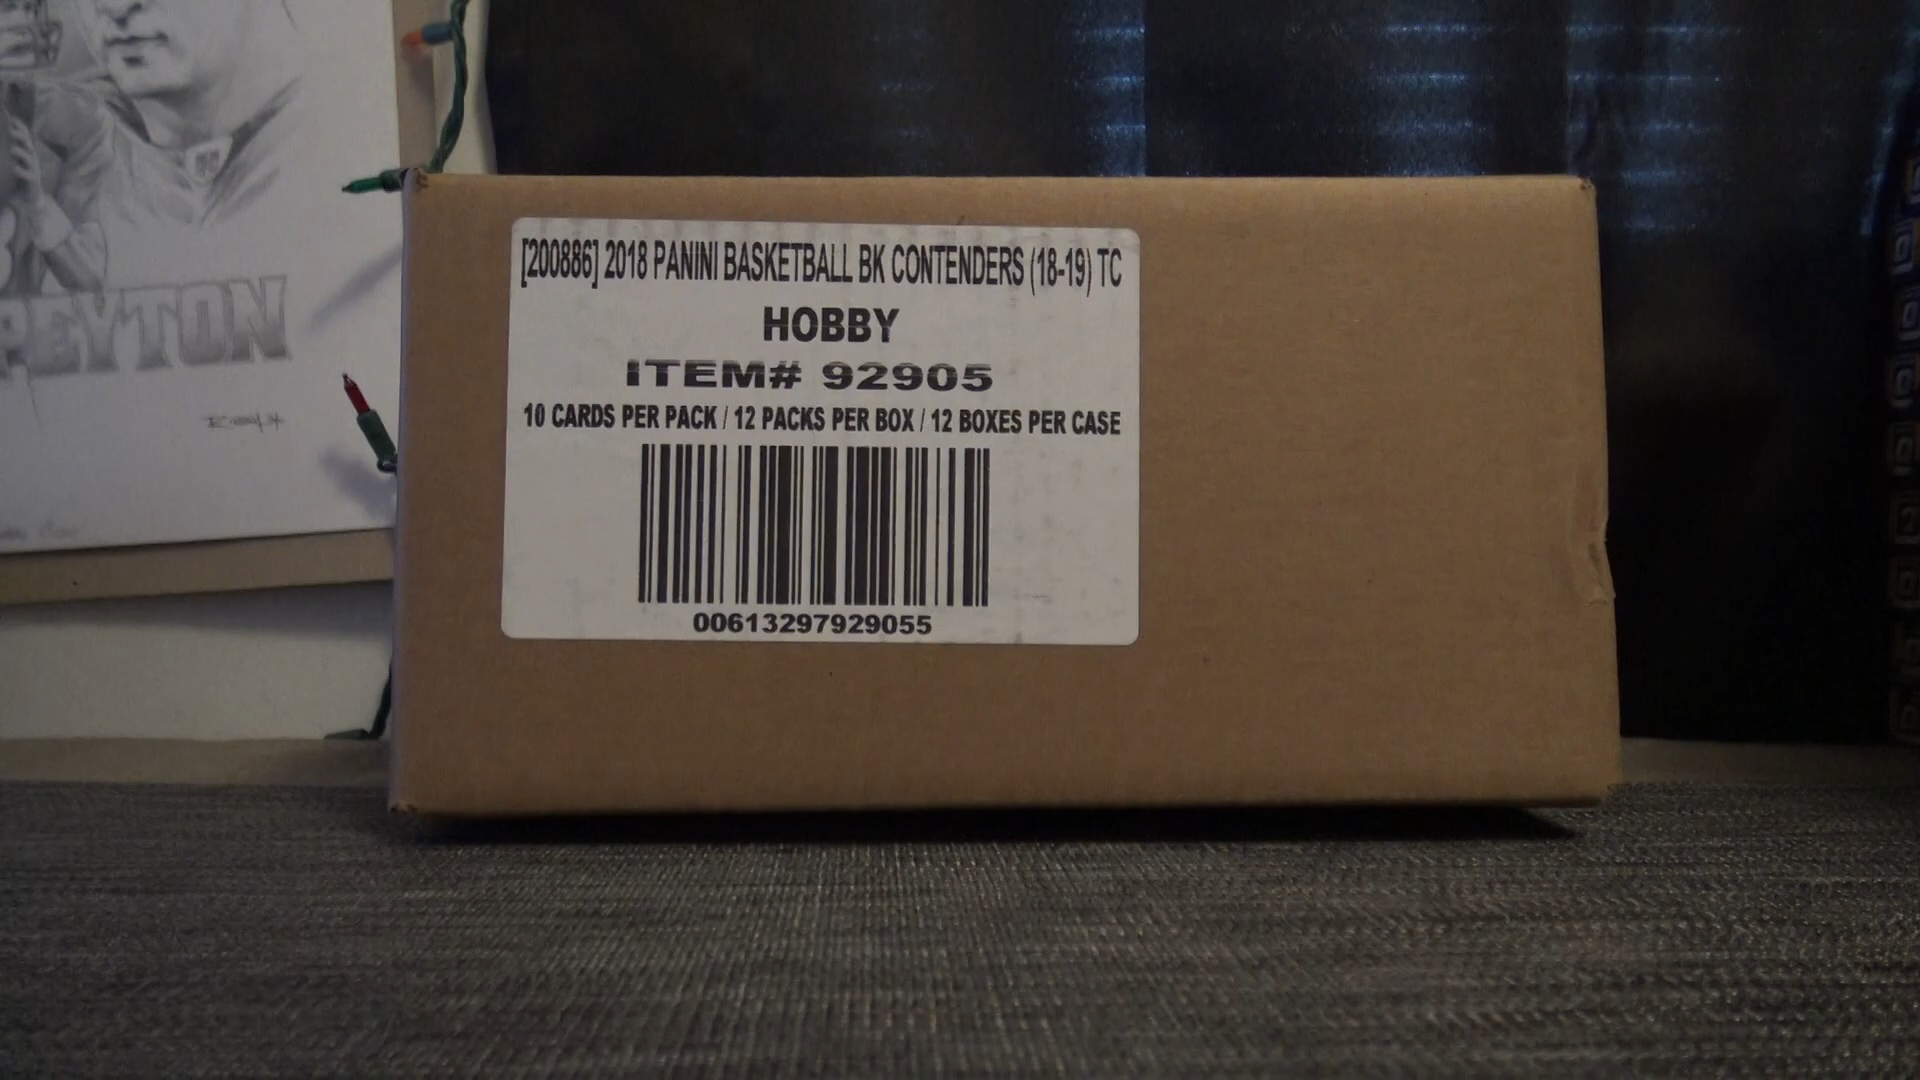 [200886] 2018 PANINI BASKETBALL BK CONTENDERS (18-19) TC
HOBBY
ITEM# 92905
10 CARDS PER PACK / 12 PACKS PER BOX / 12 BOXES PER CASE
00613297929055
PEYTON